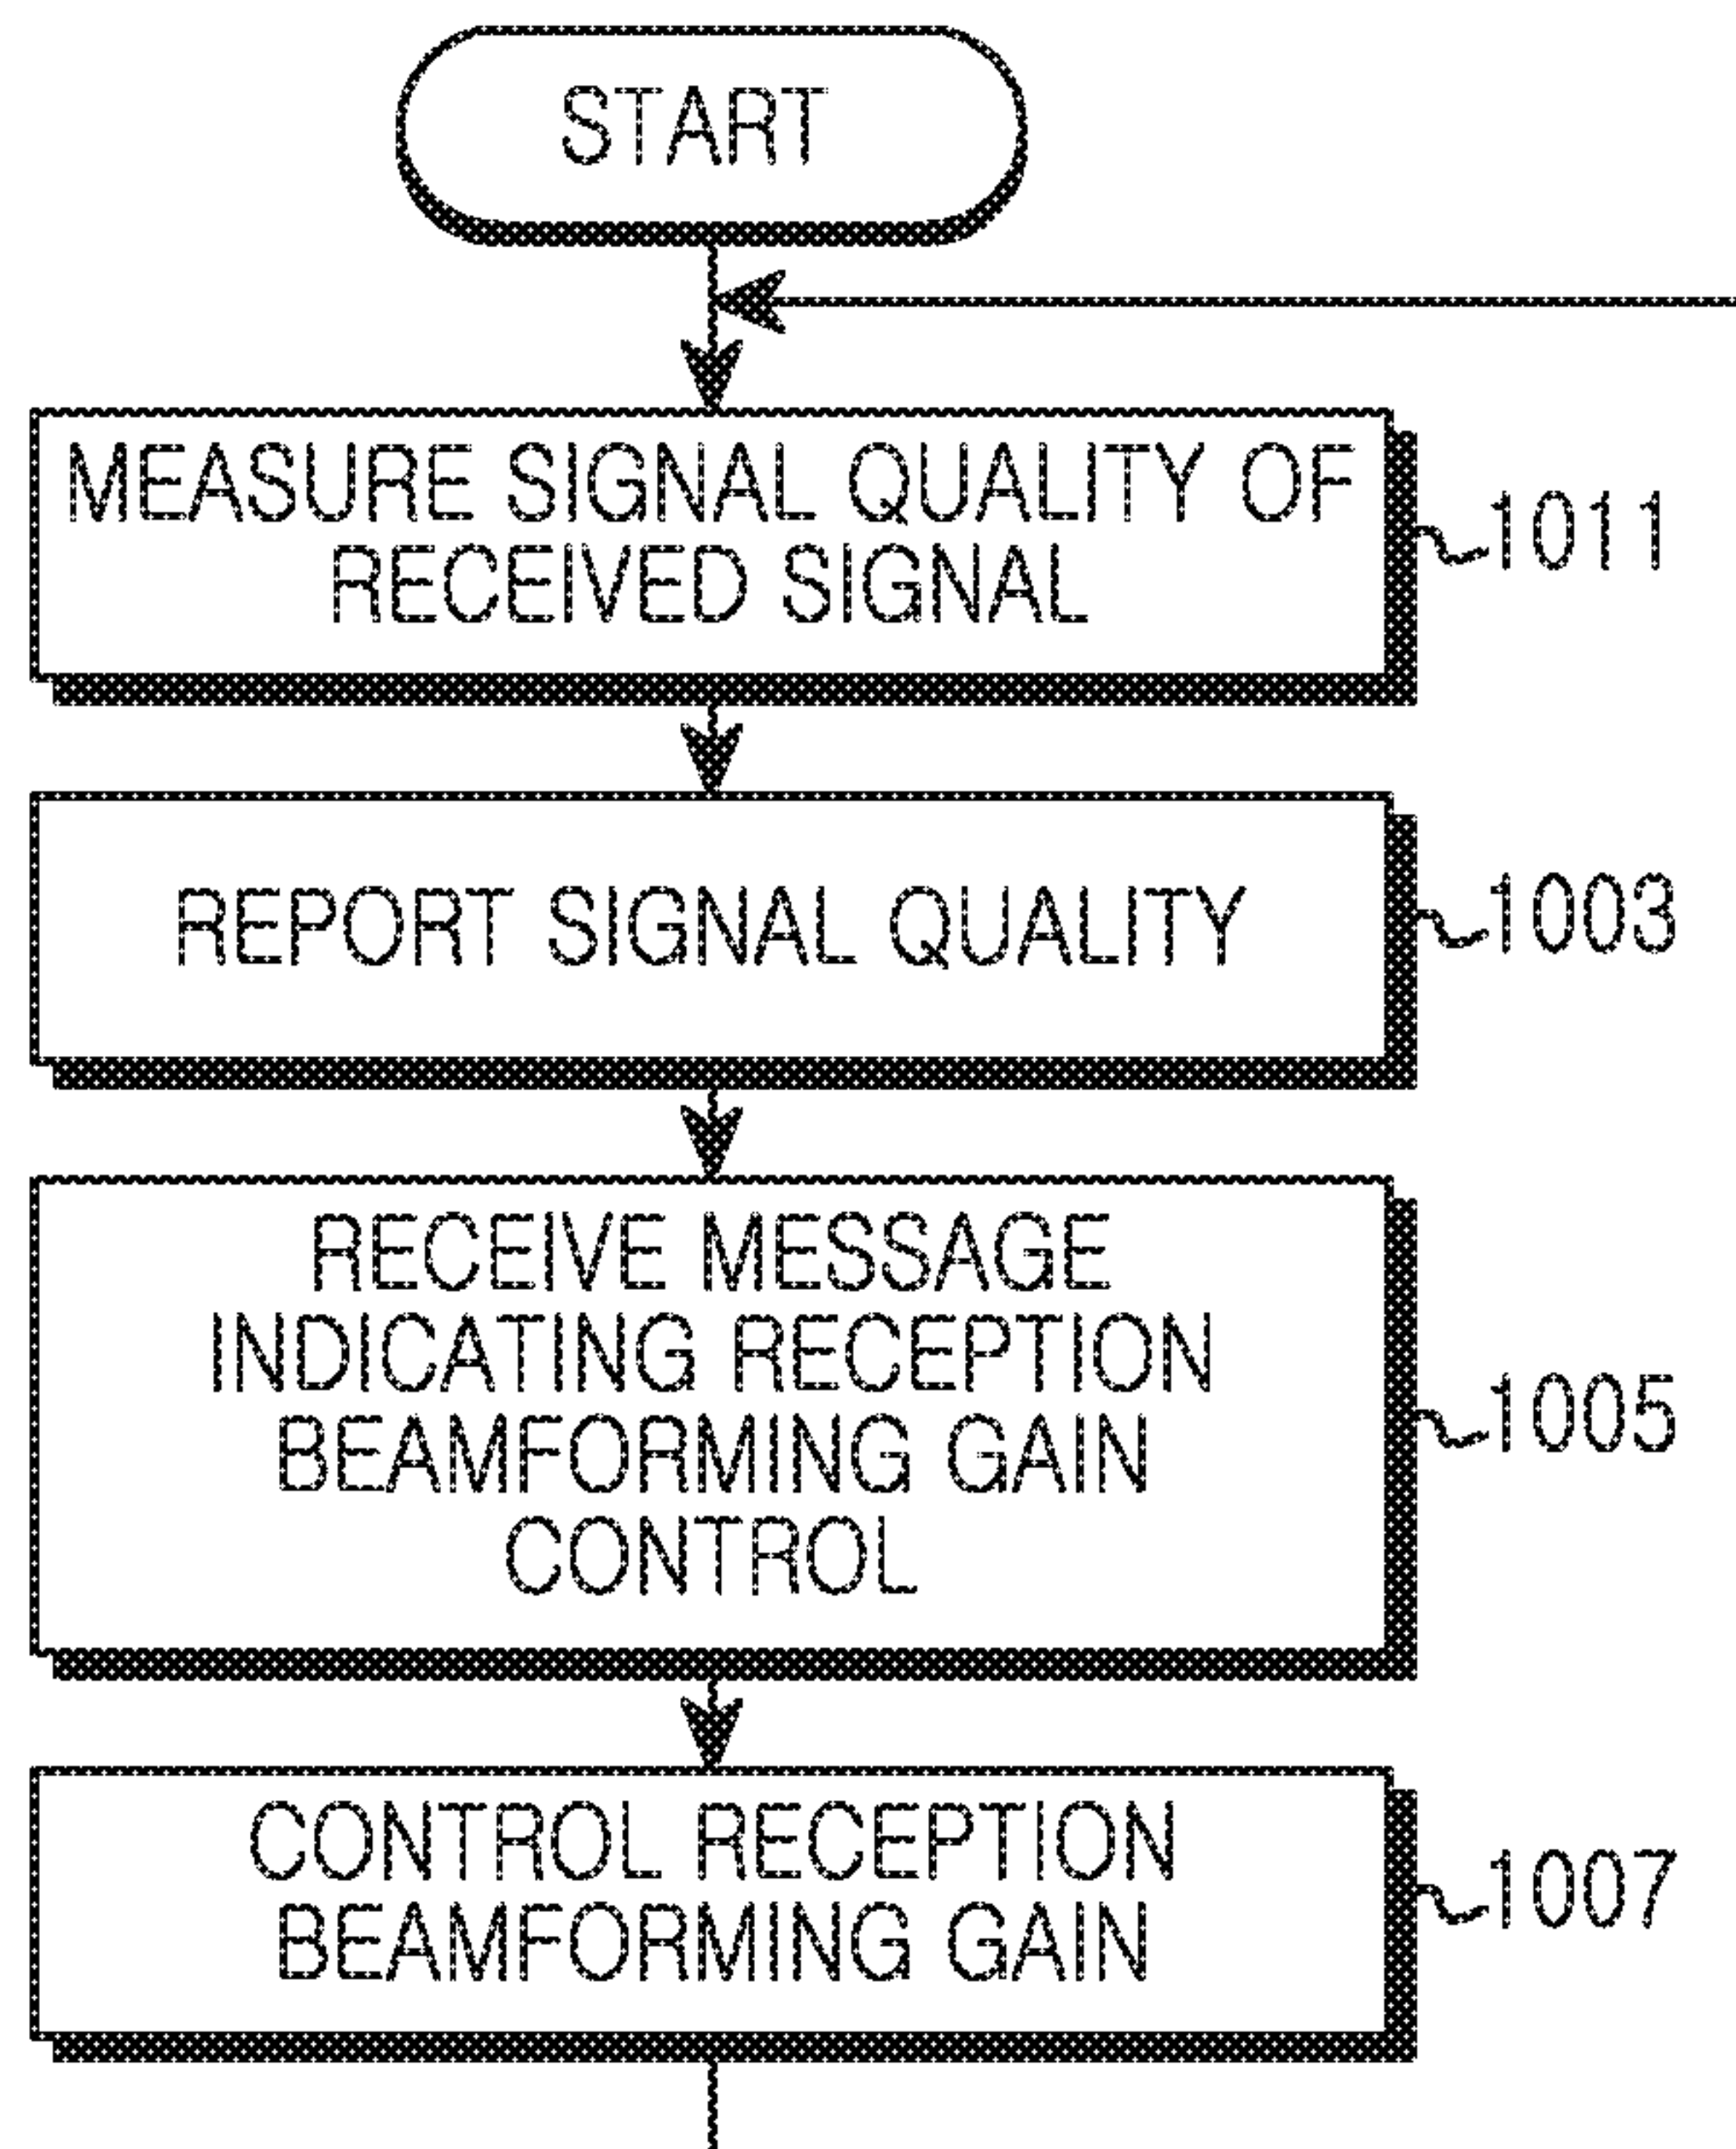 START
MEASURE SIGNAL QUALITY OF
RECEIVED SIGNAL
1011
REPORT SIGNAL QUALITY
1003
RECEIVE MESSAGE
INDICATING RECEPTION
BEAMFORMING GAIN
CONTROL
1005
CONTROL RECEPTION
BEAMFORMING GAIN
1007